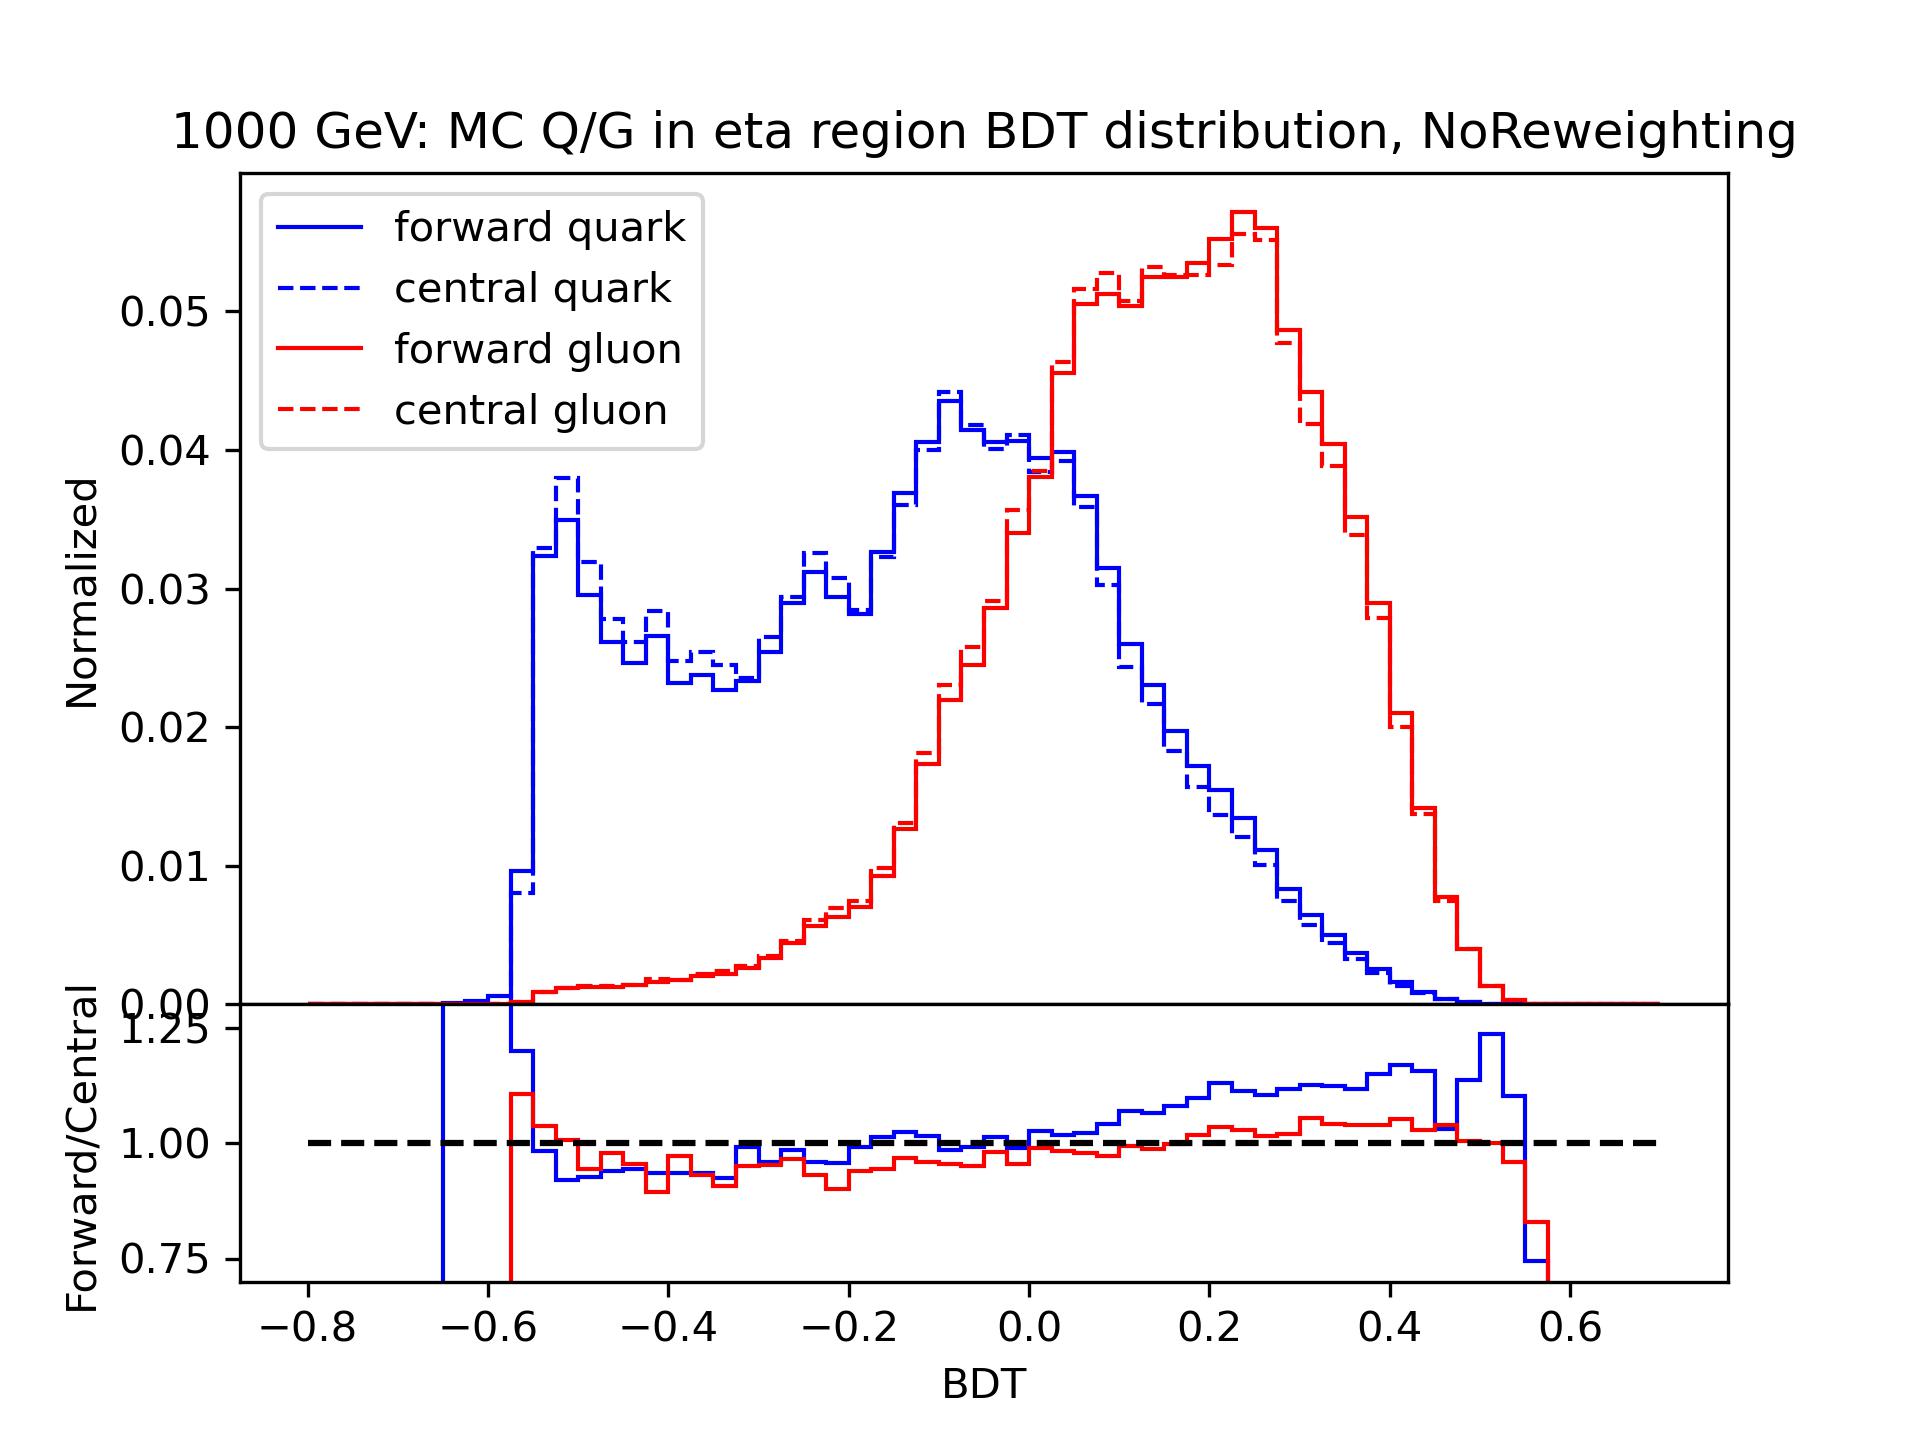 1000 GeV: MC Q/G in eta region BDT distribution, NoReweighting
forward quark
central quark
forward gluon
central gluon
Normalized
0.05
0.04
0.03
0.02
0.01
0.00
Forward/Central
1.25
1.00
0.75
−0.8 −0.6 −0.4 −0.2 0.0 0.2 0.4 0.6
BDT